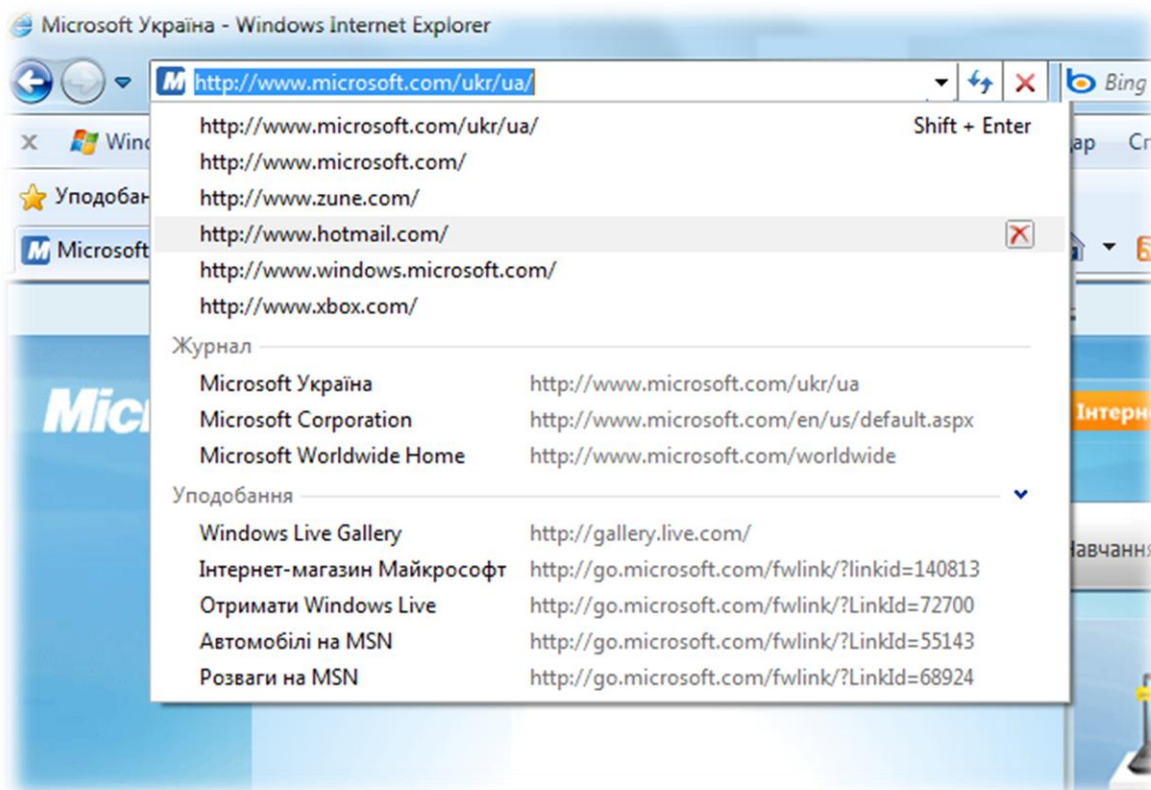 Microsoft Україна - Windows Internet Explorer
http://www.microsoft.com/ukr/ua/
Bing
http://www.microsoft.com/ukr/ua/ Shift + Enter
http://www.microsoft.com/
http://www.zune.com/
http://www.hotmail.com/
http://www.windows.microsoft.com/
http://www.xbox.com/
Microsoft
Журнал
Microsoft Україна http://www.microsoft.com/ukr/ua
Microsoft Corporation http://www.microsoft.com/en/us/default.aspx
Microsoft Worldwide Home http://www.microsoft.com/worldwide
Уподобання
Windows Live Gallery http://gallery.live.com/
Інтернет-магазин Майкрософт http://go.microsoft.com/fwlink/?linkid=140813
Отримати Windows Live http://go.microsoft.com/fwlink/?LinkId=72700
Автомобілі на MSN http://go.microsoft.com/fwlink/?LinkId=55143
Розваги на MSN http://go.microsoft.com/fwlink/?LinkId=68924